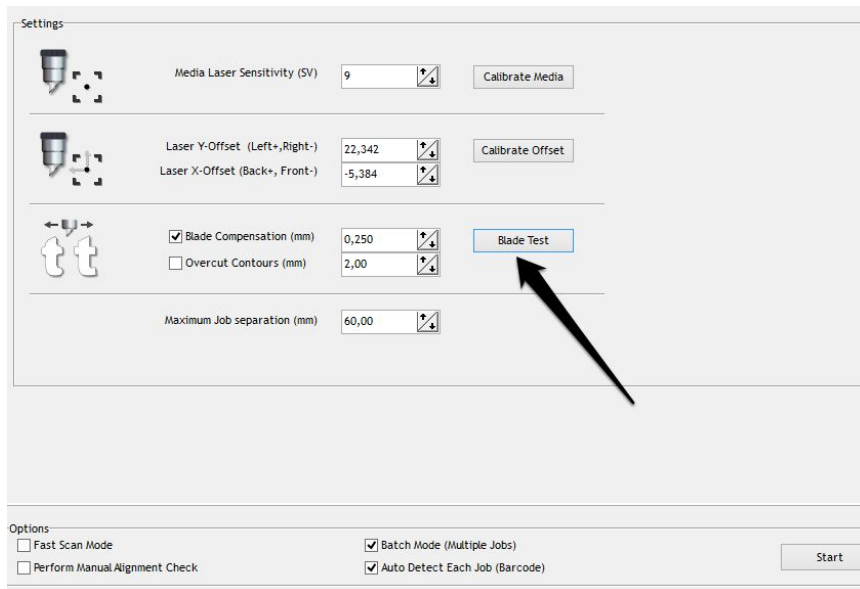 Settings
Media Laser Sensitivity (SV) 9 Calibrate Media
Laser Y-Offset (Left+,Right-) 22,342 Calibrate Offset
Laser X-Offset (Back+, Front-) -5,384
Blade Compensation (mm) 0,250 Blade Test
Overcut Contours (mm) 2,00
tt
Maximum Job separation (mm) 60,00
Options
Fast Scan Mode Batch Mode (Multiple Jobs)
Start
Perform Manual Alignment Check Auto Detect Each Job (Barcode)